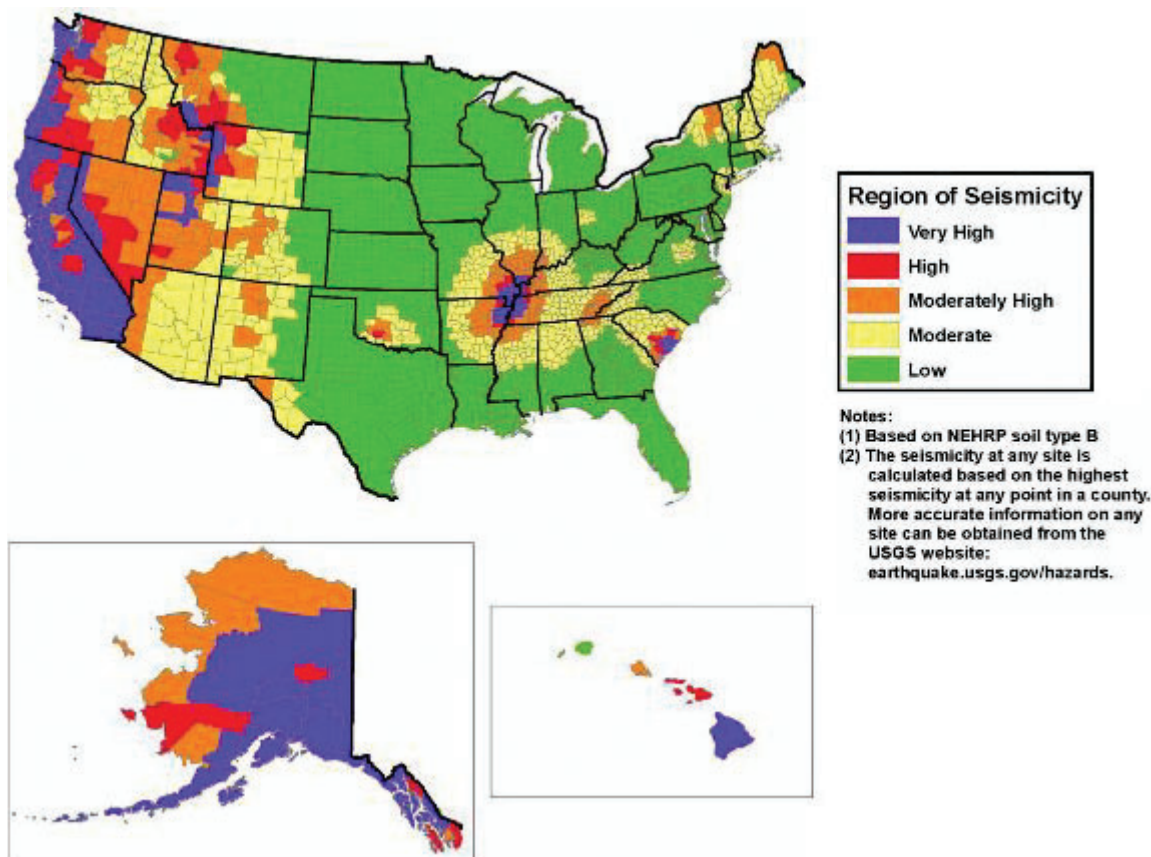 Region of Seismicity
Very High
High
Moderately High
Moderate
Low
Notes:
(1) Based on NEHRP soil type B
(2) The seismicity at any site is
calculated based on the highest
seismicity at any point in a county.
More accurate information on any
site can be obtained from the
USGS website:
earthquake.usgs.gov/hazards.